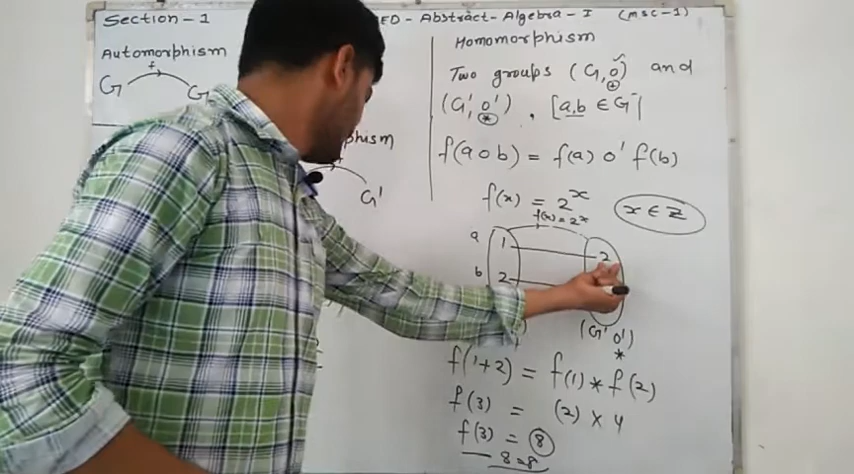 Section-1
ED-Abstract-Algebra-I (msc-1)
Automorphism
f
G G
phism
G'
Homomorphism
Two groups (G, o) and
⊕
(G', o') , [a,b ∈ G]
*
f(a o b) = f(a) o' f(b)
f(x) = 2^x
x ∈ Z
f(x) = 2^x
a 1 2
b 2
(G' o')
*
f(1+2) = f(1) * f(2)
f(3) = (2) × 4
f(3) = 8
8=8